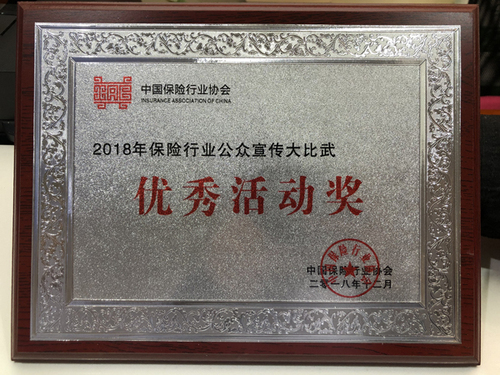 中国保险行业协会
INSURANCE ASSOCIATION OF CHINA
2018年保险行业公众宣传大比武
优秀活动奖
中国保险行业协会
二零一八年十二月